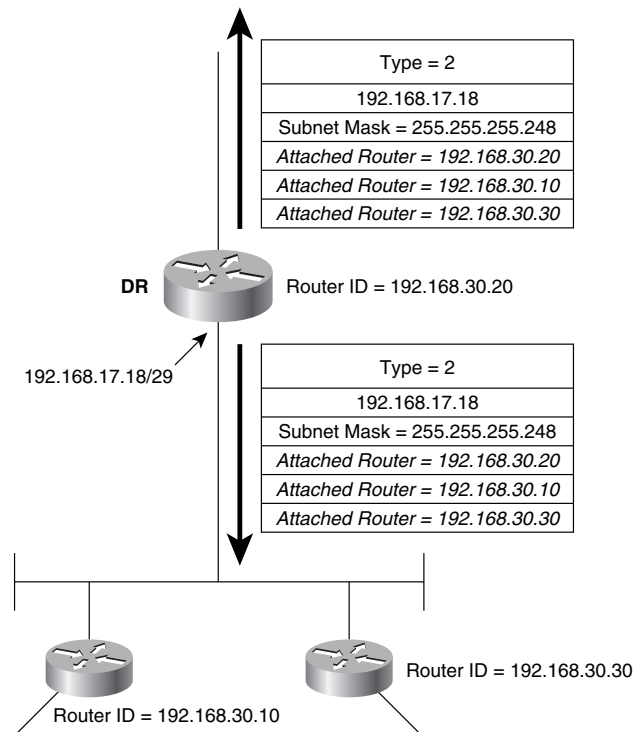 Type = 2
192.168.17.18
Subnet Mask = 255.255.255.248
Attached Router = 192.168.30.20
Attached Router = 192.168.30.10
Attached Router = 192.168.30.30
DR
Router ID = 192.168.30.20
192.168.17.18/29
Type = 2
192.168.17.18
Subnet Mask = 255.255.255.248
Attached Router = 192.168.30.20
Attached Router = 192.168.30.10
Attached Router = 192.168.30.30
Router ID = 192.168.30.30
Router ID = 192.168.30.10